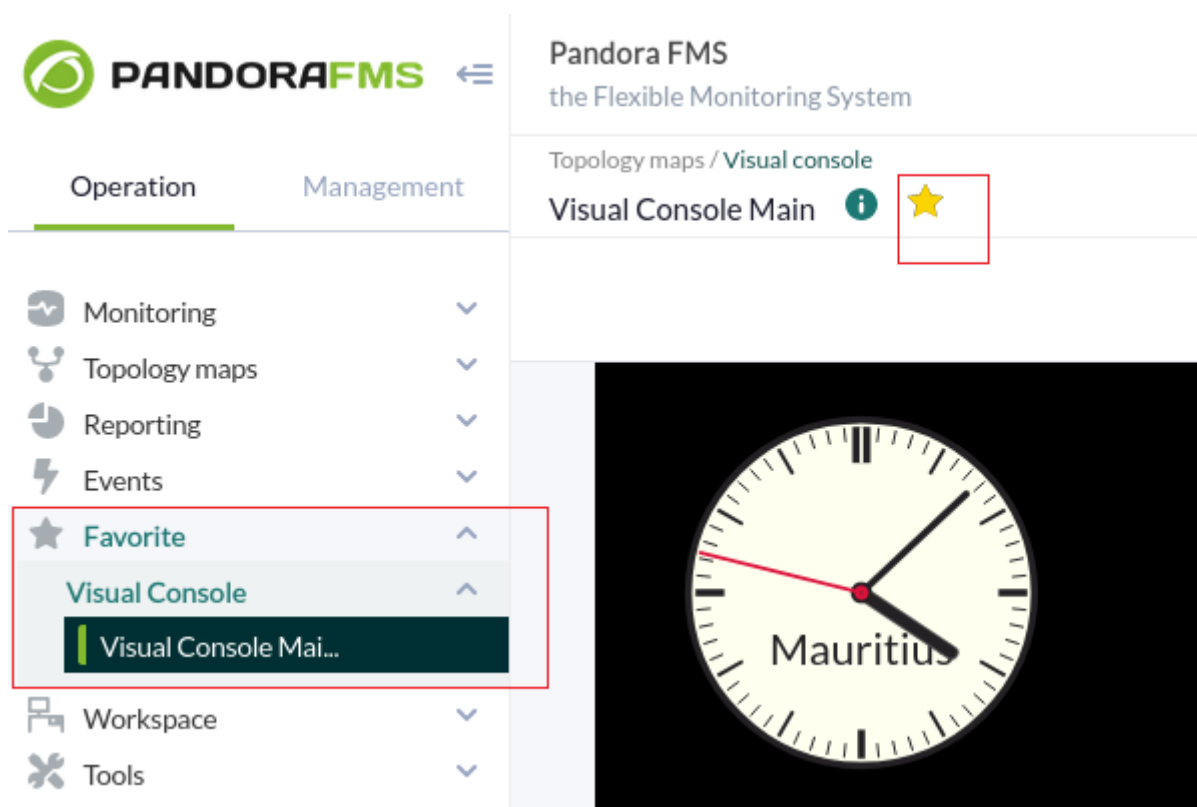 PANDORAFMS
Operation
Management
Monitoring
Topology maps
Reporting
Events
Favorite
Visual Console
Visual Console Mai...
Workspace
Tools
Pandora FMS
the Flexible Monitoring System
Topology maps / Visual console
Visual Console Main
Mauritius